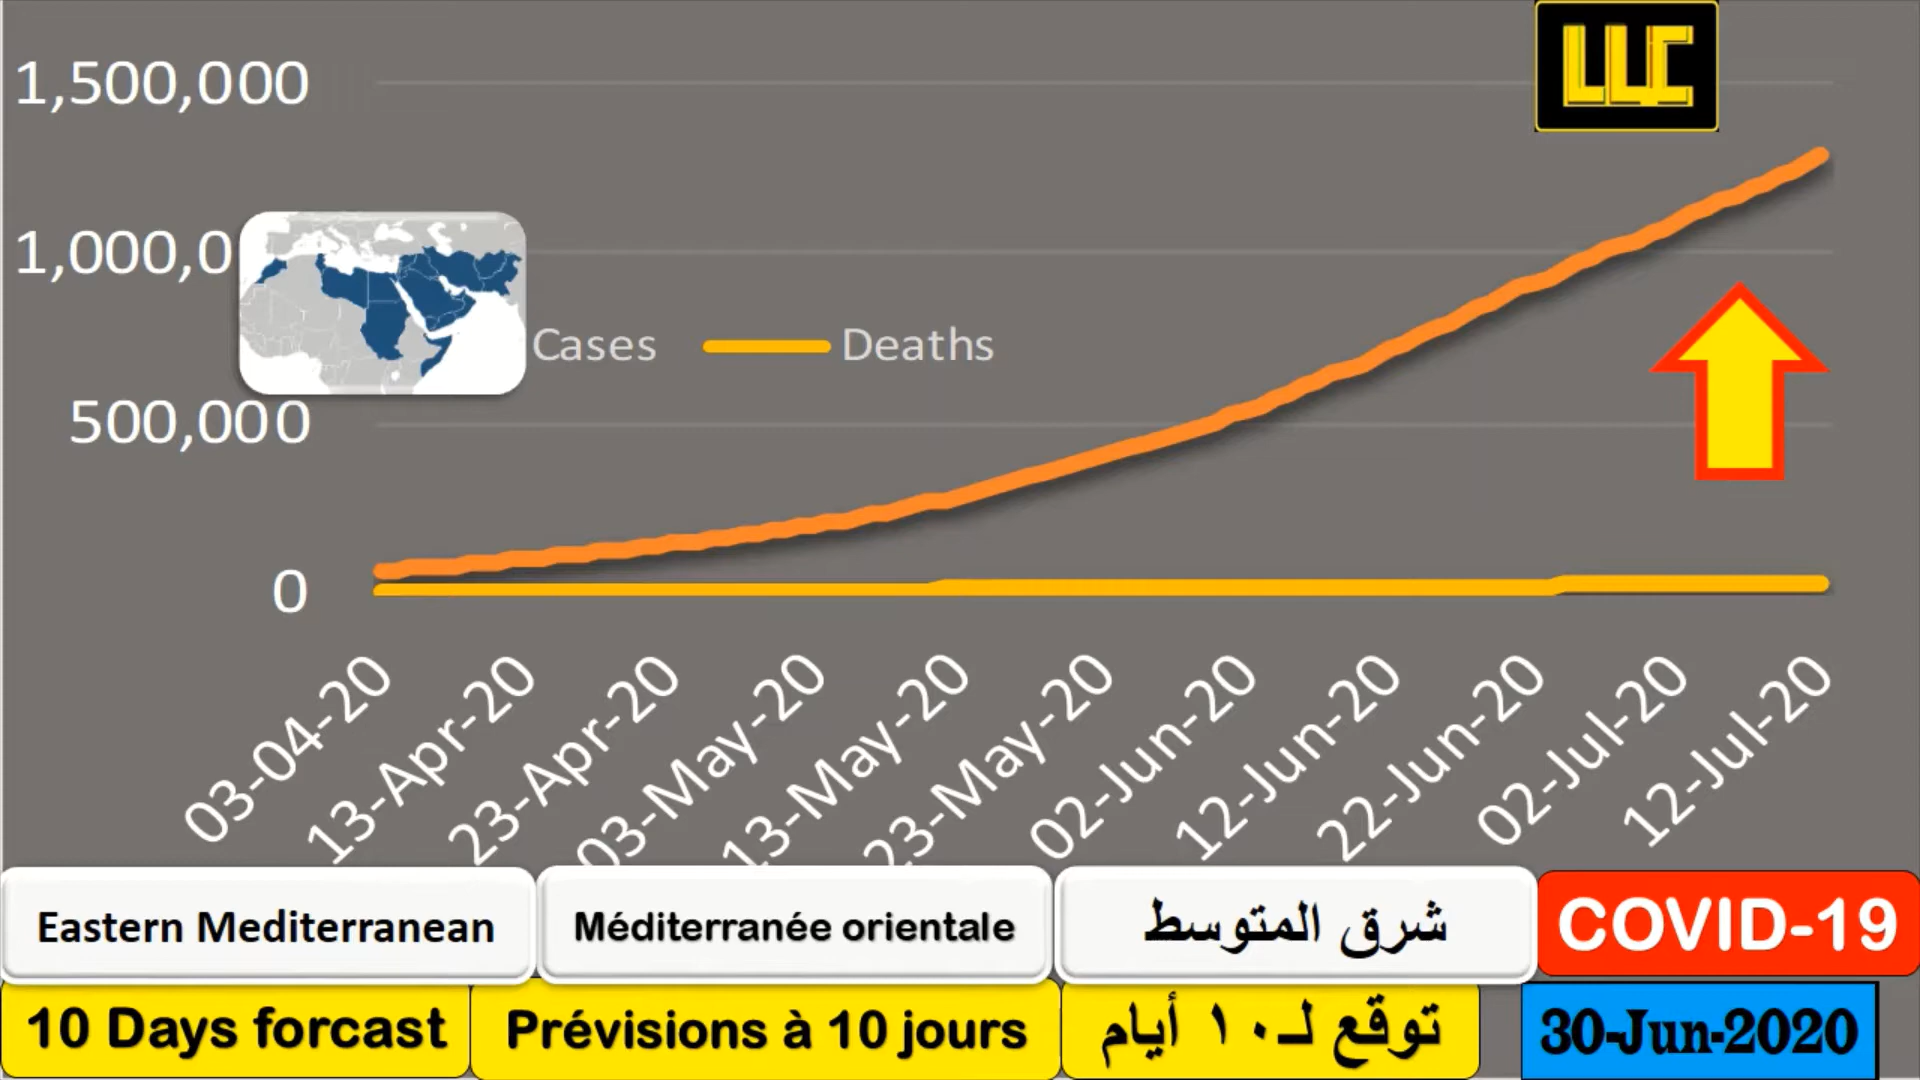 1,500,000
LLC
1,000,0
Cases
Deaths
500,000
0
03-04-20
13-Apr-20
23-Apr-20
03-May-20
13-May-20
23-May-20
02-Jun-20
12-Jun-20
22-Jun-20
02-Jul-20
12-Jul-20
Eastern Mediterranean
Méditerranée orientale
شرق المتوسط
COVID-19
10 Days forcast
Prévisions à 10 jours
توقع لـ١٠ أيام
30-Jun-2020